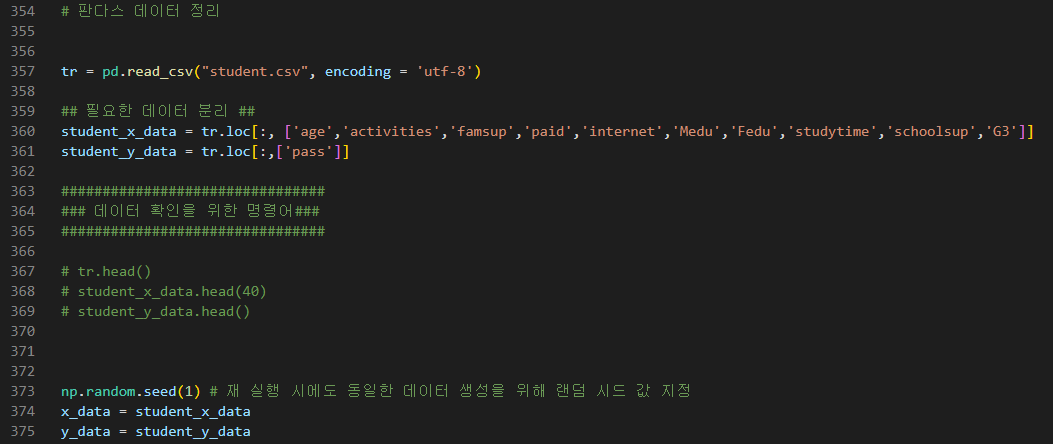 354 # 판다스 데이터 정리
355
356
357 tr = pd.read_csv("student.csv", encoding = 'utf-8')
358
359 ## 필요한 데이터 분리 ##
360 student_x_data = tr.loc[:, ['age','activities','famsup','paid','internet','Medu','Fedu','studytime','schoolsup','G3']]
361 student_y_data = tr.loc[:,['pass']]
362
363 ################################
364 ### 데이터 확인을 위한 명령어###
365 ################################
366
367 # tr.head()
368 # student_x_data.head(40)
369 # student_y_data.head()
370
371
372
373 np.random.seed(1) # 재 실행 시에도 동일한 데이터 생성을 위해 랜덤 시드 값 지정
374 x_data = student_x_data
375 y_data = student_y_data